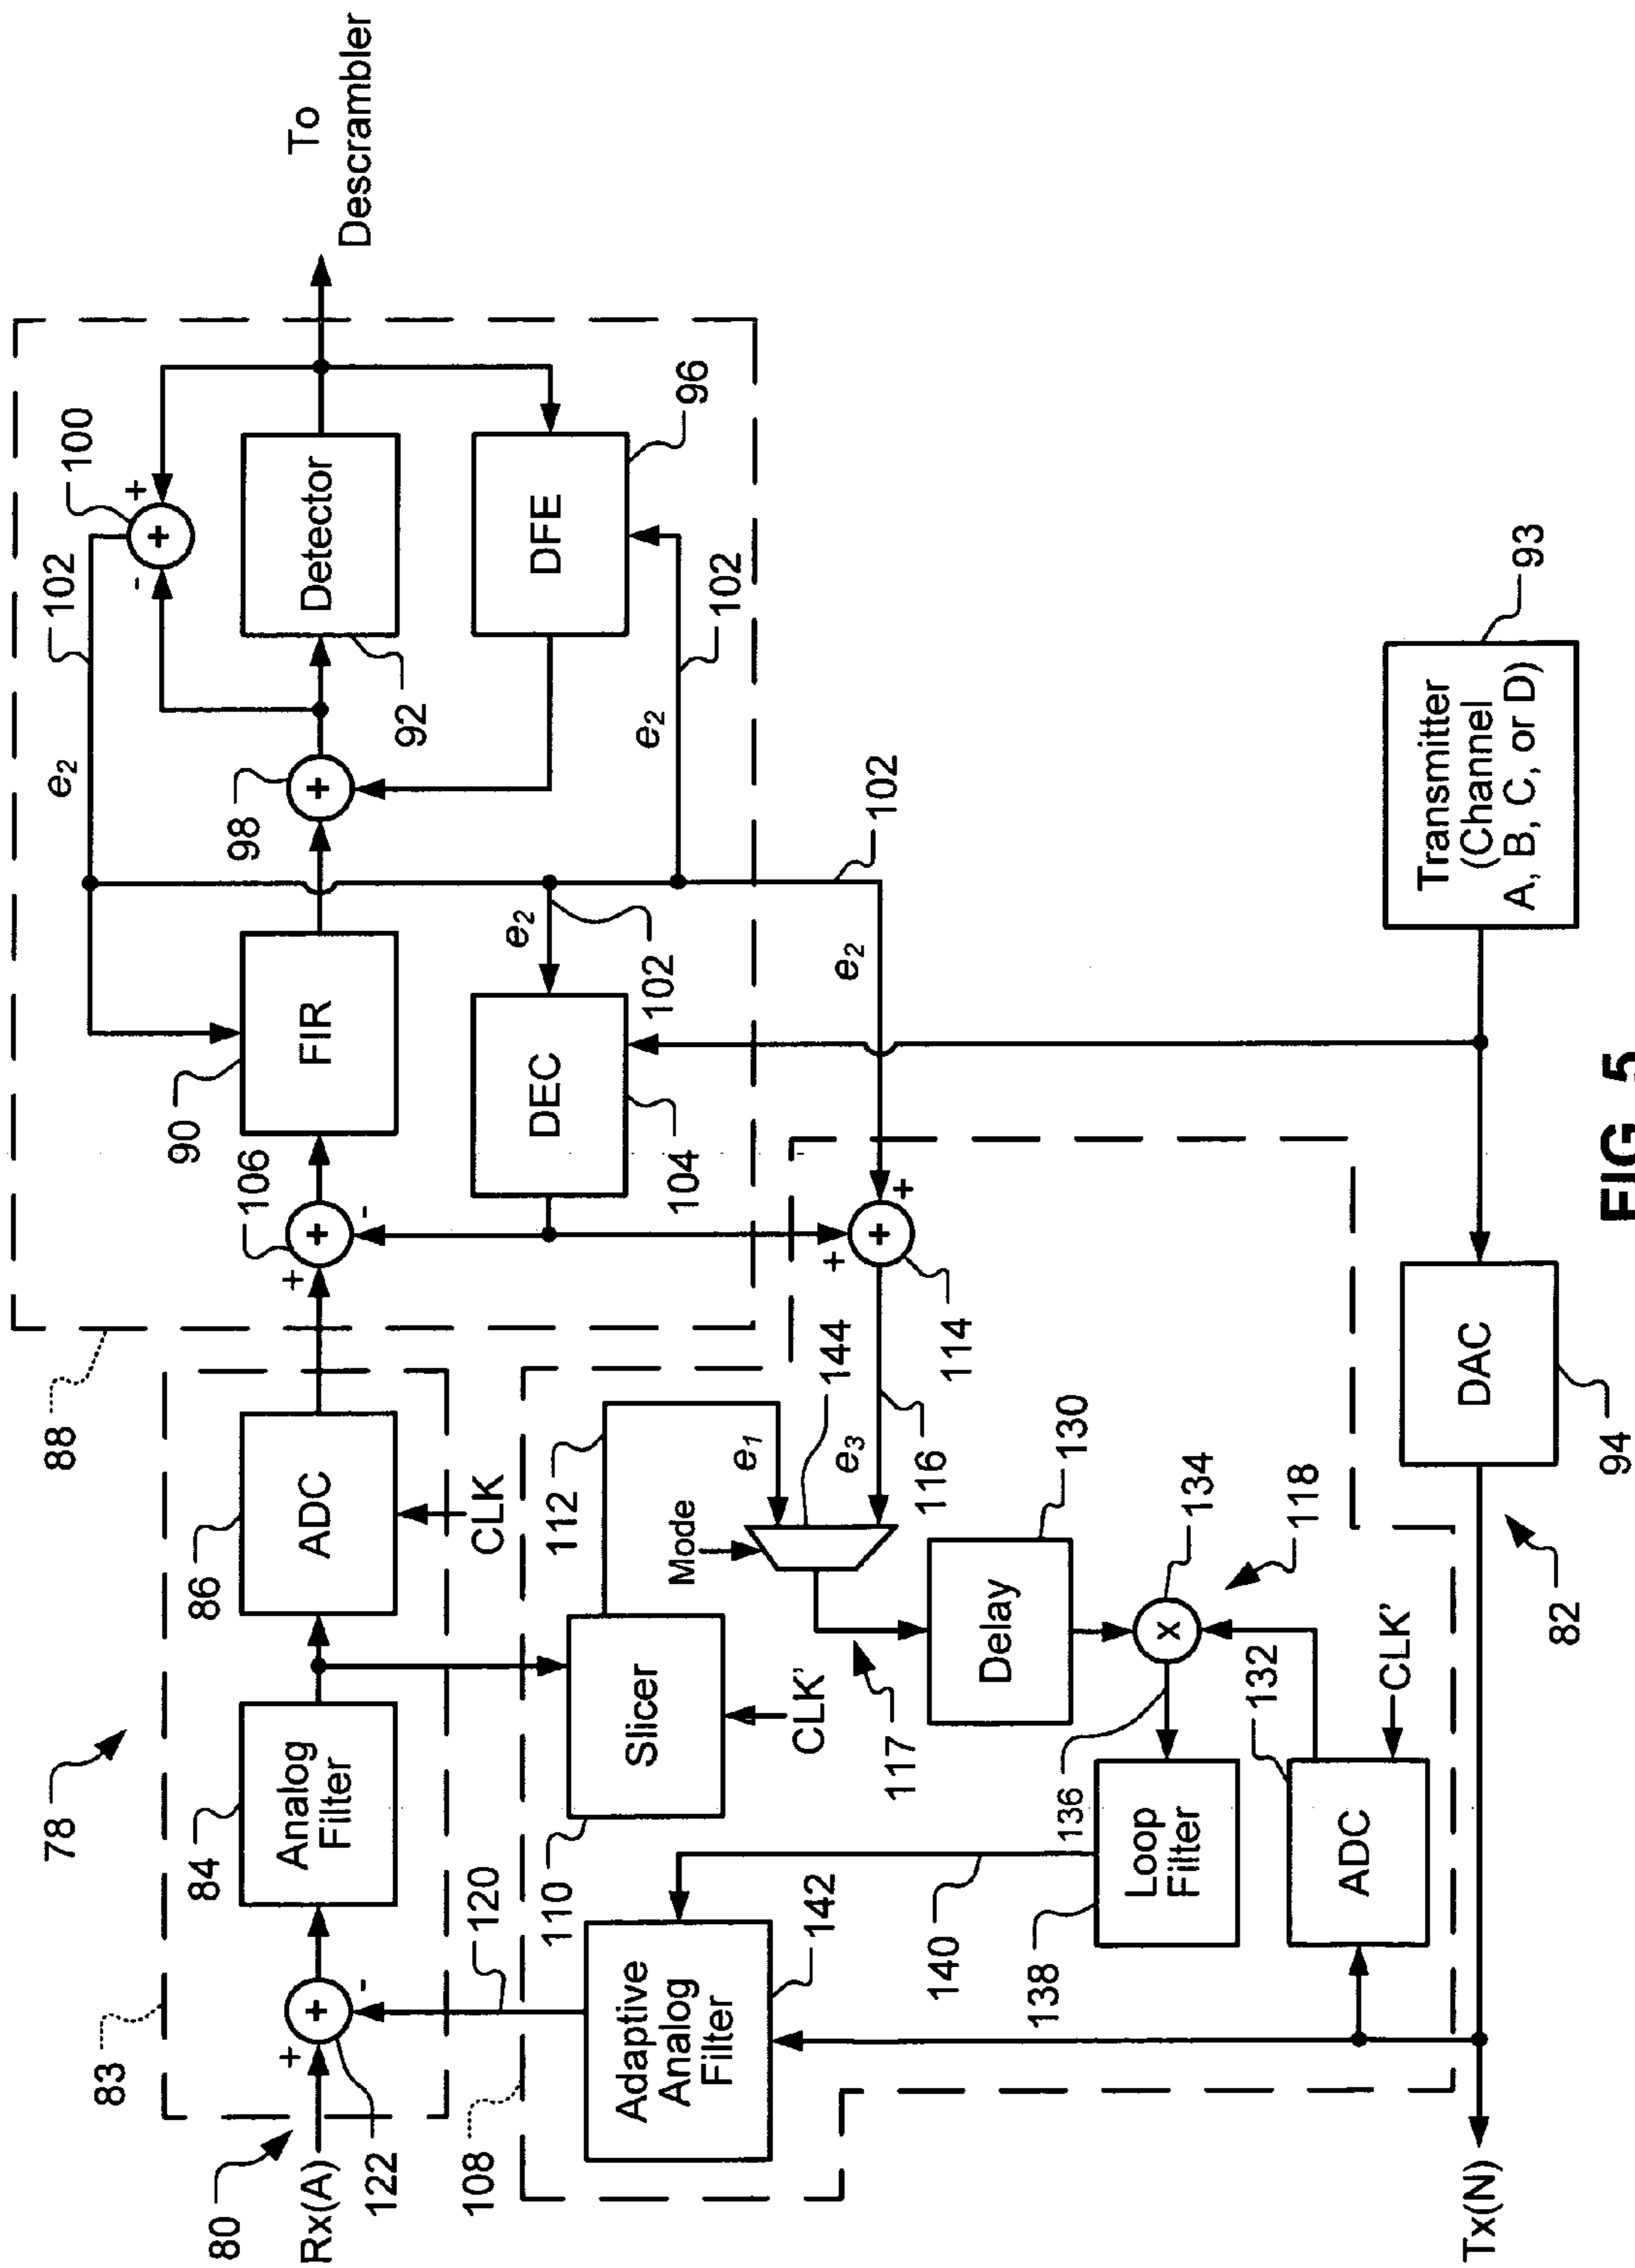 To
Descrambler
100
102
e2
+
+
-
Detector
92
DFE
96
98
+
e2
102
FIR
90
DEC
104
e2
102
e2
102
106
+
+
-
88
ADC
86
CLK
78
Analog
Filter
84
83
+
+
-
122
80
Rx(A)
120
Slicer
110
CLK'
112
e1
Mode
144
e3
116
+
+
+
114
117
Delay
130
x
134
118
136
Loop
Filter
138
140
ADC
132
CLK'
Adaptive
Analog
Filter
142
108
DAC
94
82
Transmitter
(Channel
A, B, C, or D)
93
Tx(N)
FIG. 5